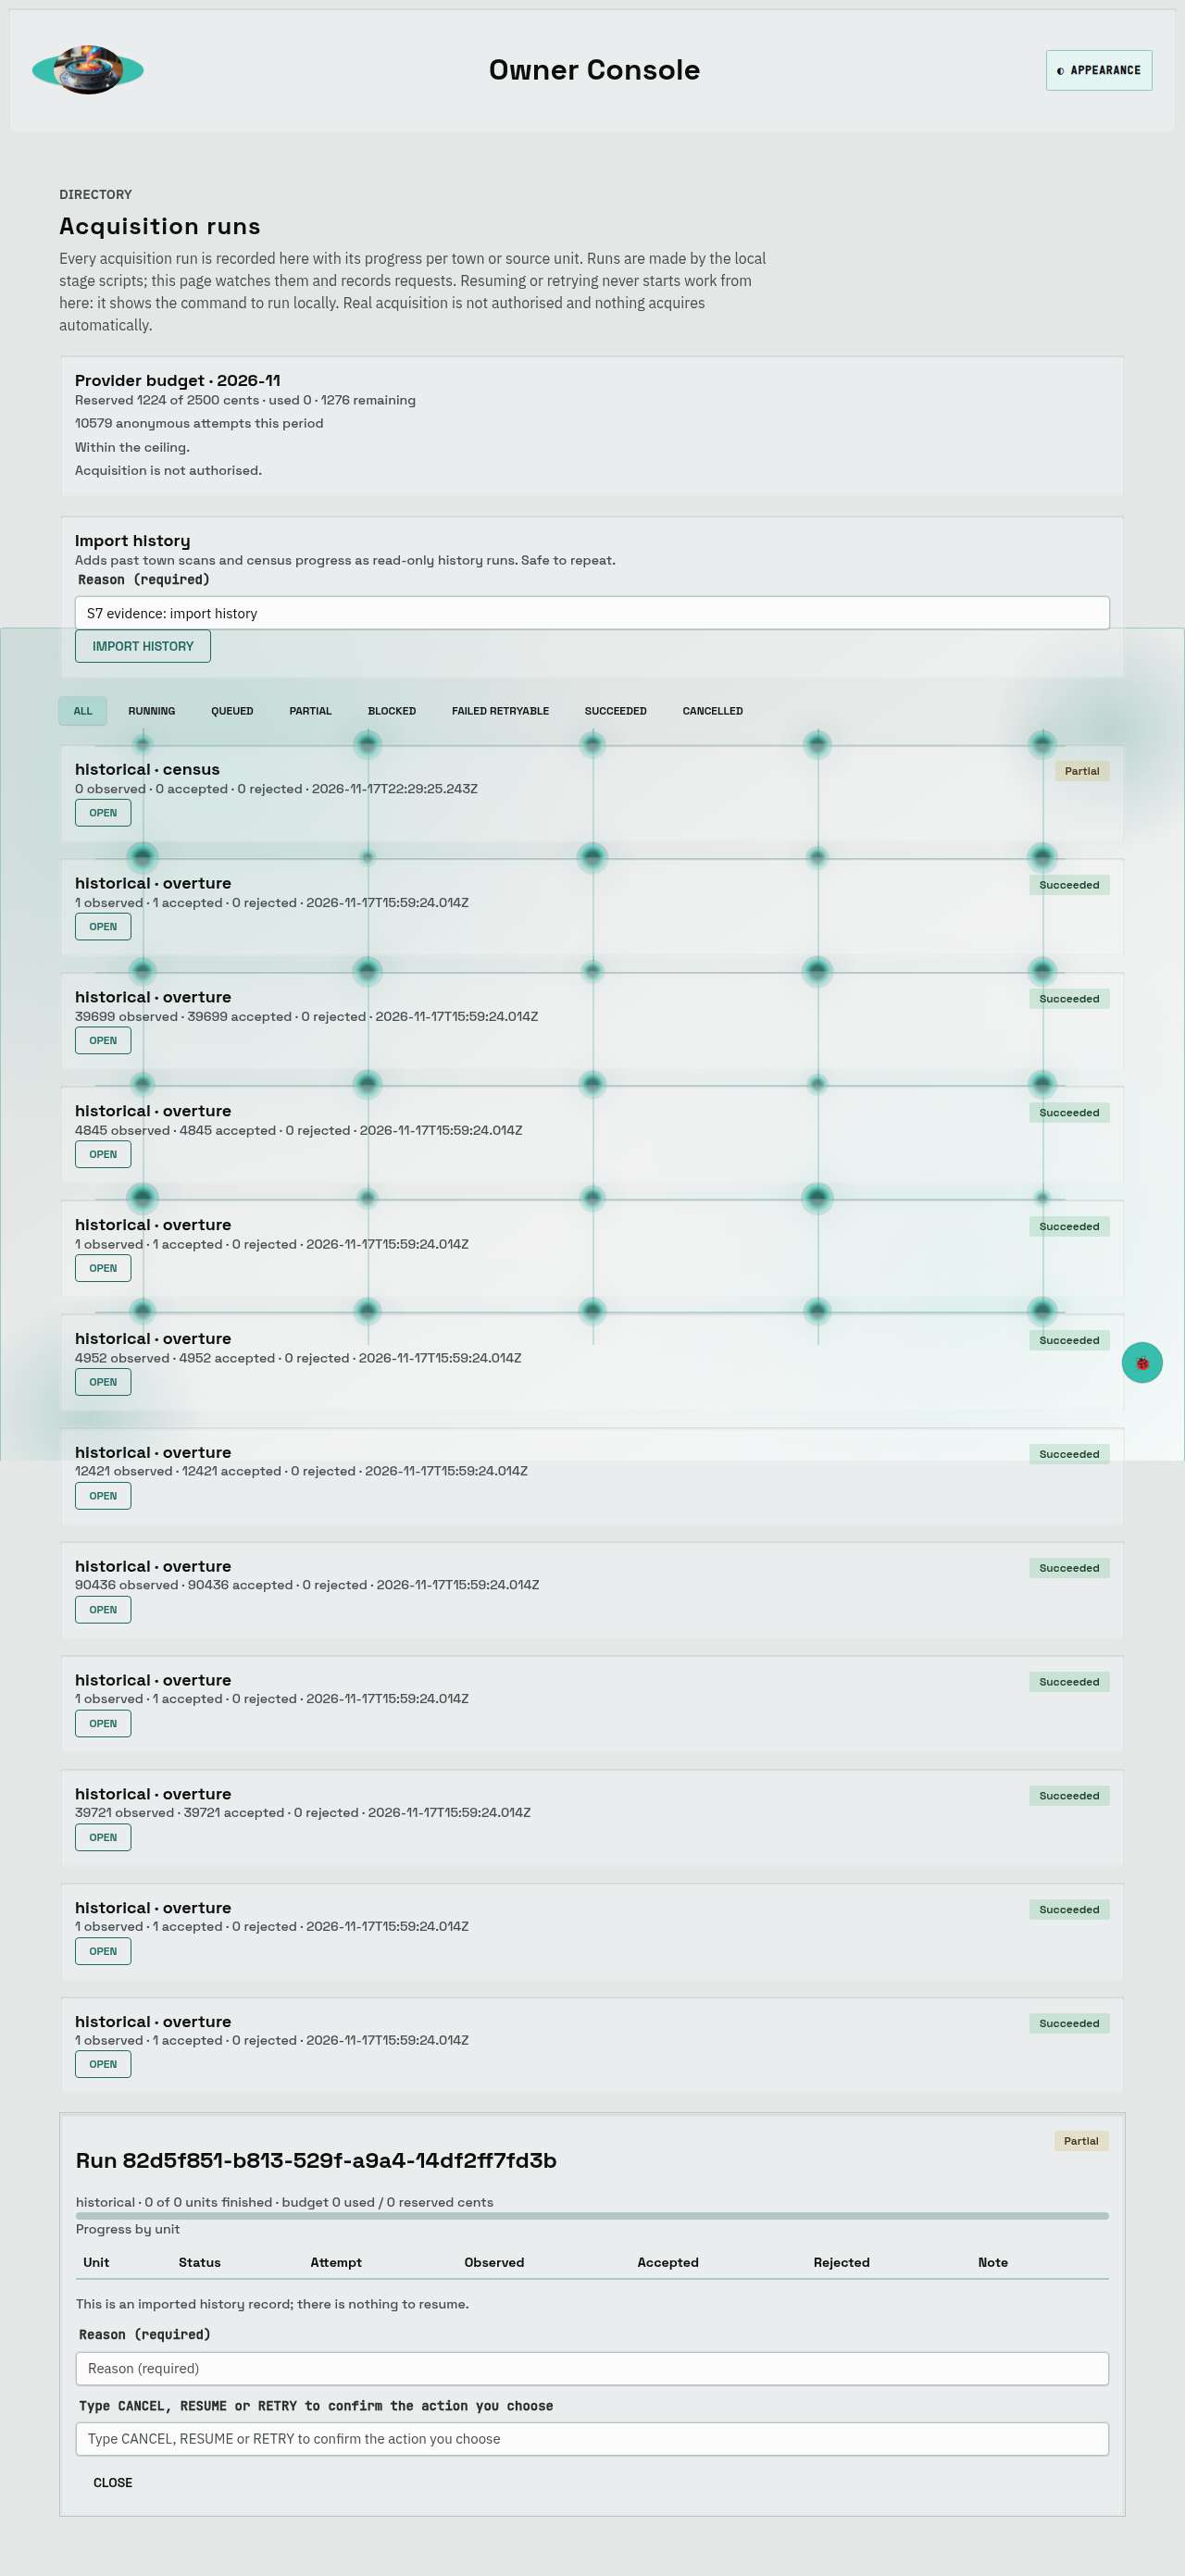 Owner Console
◐ APPEARANCE
DIRECTORY
Acquisition runs
Every acquisition run is recorded here with its progress per town or source unit. Runs are made by the local
stage scripts; this page watches them and records requests. Resuming or retrying never starts work from
here: it shows the command to run locally. Real acquisition is not authorised and nothing acquires
automatically.
Provider budget · 2026-11
Reserved 1224 of 2500 cents · used 0 · 1276 remaining
10579 anonymous attempts this period
Within the ceiling.
Acquisition is not authorised.
Import history
Adds past town scans and census progress as read-only history runs. Safe to repeat.
Reason (required)
S7 evidence: import history
IMPORT HISTORY
ALL RUNNING QUEUED PARTIAL BLOCKED FAILED RETRYABLE SUCCEEDED CANCELLED
historical · census
Partial
0 observed · 0 accepted · 0 rejected · 2026-11-17T22:29:25.243Z
OPEN
historical · overture
Succeeded
1 observed · 1 accepted · 0 rejected · 2026-11-17T15:59:24.014Z
OPEN
historical · overture
Succeeded
39699 observed · 39699 accepted · 0 rejected · 2026-11-17T15:59:24.014Z
OPEN
historical · overture
Succeeded
4845 observed · 4845 accepted · 0 rejected · 2026-11-17T15:59:24.014Z
OPEN
historical · overture
Succeeded
1 observed · 1 accepted · 0 rejected · 2026-11-17T15:59:24.014Z
OPEN
historical · overture
Succeeded
4952 observed · 4952 accepted · 0 rejected · 2026-11-17T15:59:24.014Z
OPEN
historical · overture
Succeeded
12421 observed · 12421 accepted · 0 rejected · 2026-11-17T15:59:24.014Z
OPEN
historical · overture
Succeeded
90436 observed · 90436 accepted · 0 rejected · 2026-11-17T15:59:24.014Z
OPEN
historical · overture
Succeeded
1 observed · 1 accepted · 0 rejected · 2026-11-17T15:59:24.014Z
OPEN
historical · overture
Succeeded
39721 observed · 39721 accepted · 0 rejected · 2026-11-17T15:59:24.014Z
OPEN
historical · overture
Succeeded
1 observed · 1 accepted · 0 rejected · 2026-11-17T15:59:24.014Z
OPEN
historical · overture
Succeeded
1 observed · 1 accepted · 0 rejected · 2026-11-17T15:59:24.014Z
OPEN
Partial
Run 82d5f851-b813-529f-a9a4-14df2ff7fd3b
historical · 0 of 0 units finished · budget 0 used / 0 reserved cents
Progress by unit
Unit Status Attempt Observed Accepted Rejected Note
This is an imported history record; there is nothing to resume.
Reason (required)
Reason (required)
Type CANCEL, RESUME or RETRY to confirm the action you choose
Type CANCEL, RESUME or RETRY to confirm the action you choose
CLOSE